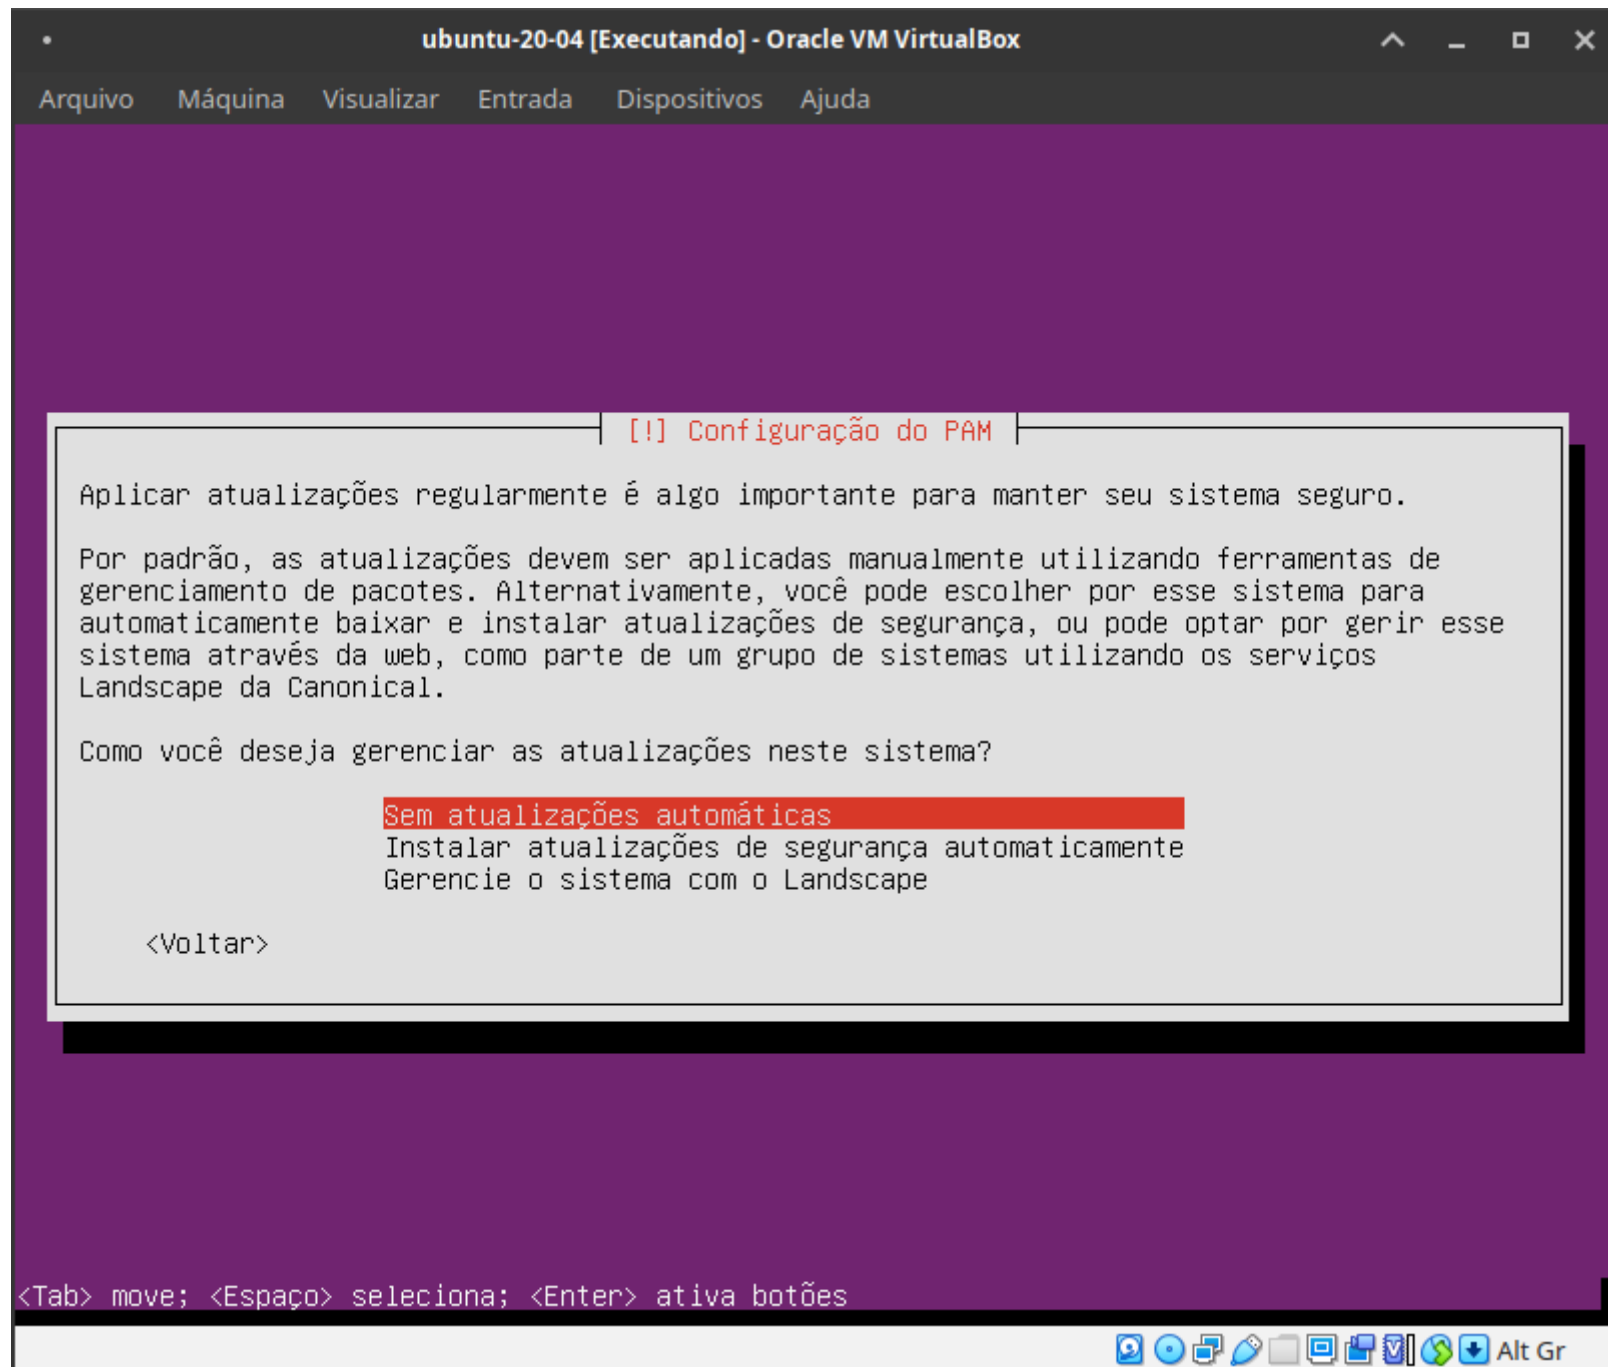 ubuntu-20-04 [Executando] - Oracle VM VirtualBox
Arquivo Máquina Visualizar Entrada Dispositivos Ajuda
[!] Configuração do PAM
Aplicar atualizações regularmente é algo importante para manter seu sistema seguro.
Por padrão, as atualizações devem ser aplicadas manualmente utilizando ferramentas de
gerenciamento de pacotes. Alternativamente, você pode escolher por esse sistema para
automaticamente baixar e instalar atualizações de segurança, ou pode optar por gerir esse
sistema através da web, como parte de um grupo de sistemas utilizando os serviços
Landscape da Canonical.
Como você deseja gerenciar as atualizações neste sistema?
Sem atualizações automáticas
Instalar atualizações de segurança automaticamente
Gerencie o sistema com o Landscape
<Voltar>
<Tab> move; <Espaço> seleciona; <Enter> ativa botões
Alt Gr